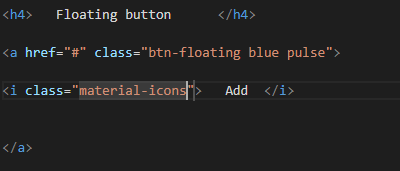 <h4>   Floating button       </h4>
<a href="#" class="btn-floating blue pulse">
<i class="material-icons">   Add  </i>
</a>